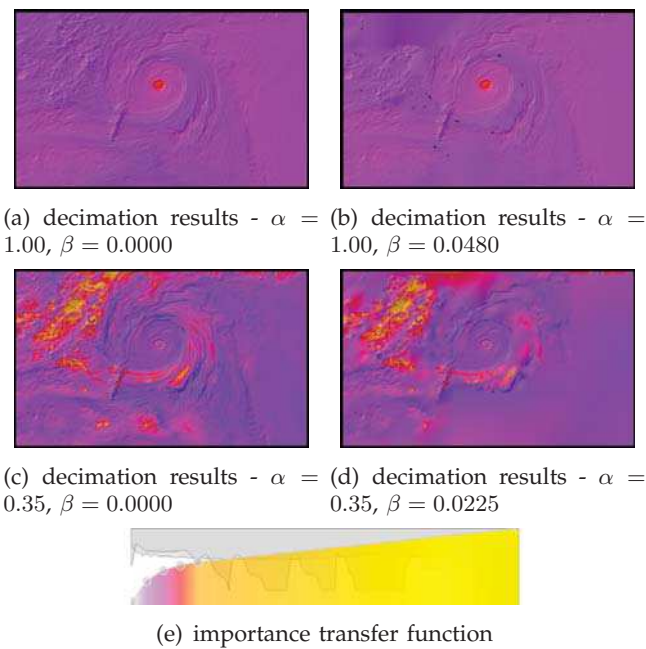 (a) decimation results - α = 1.00, β = 0.0000
(b) decimation results - α = 1.00, β = 0.0480
(c) decimation results - α = 0.35, β = 0.0000
(d) decimation results - α = 0.35, β = 0.0225
(e) importance transfer function